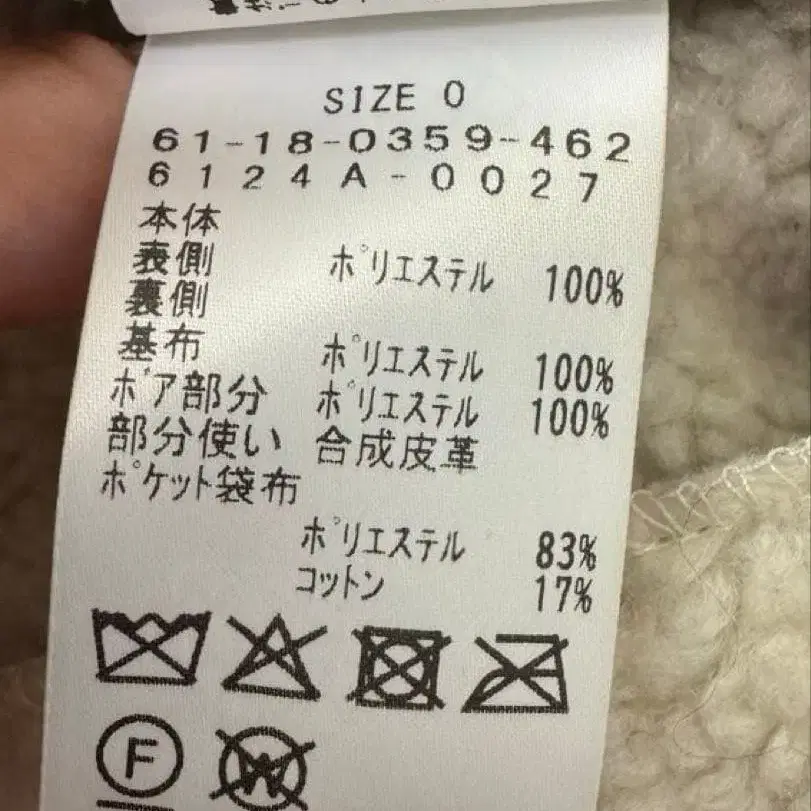 SIZE 0
61-18-0359-462
6124A-0027
本体
表側 ポリエステル 100%
裏側
基布 ポリエステル 100%
ボア部分 ポリエステル 100%
部分使い 合成皮革
ポケット袋布
ポリエステル 83%
コットン 17%
F
W